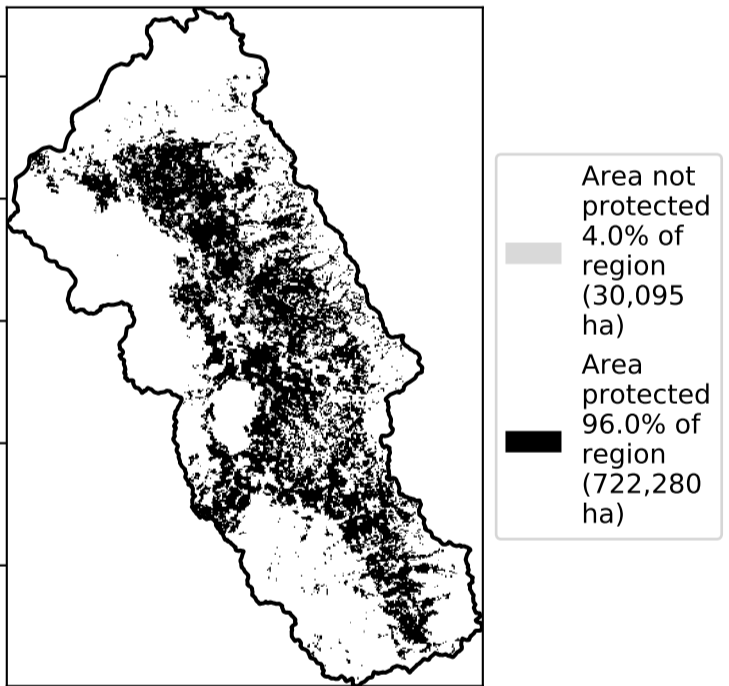 Area not
protected
4.0% of
region
(30,095
ha)
Area
protected
96.0% of
region
(722,280
ha)